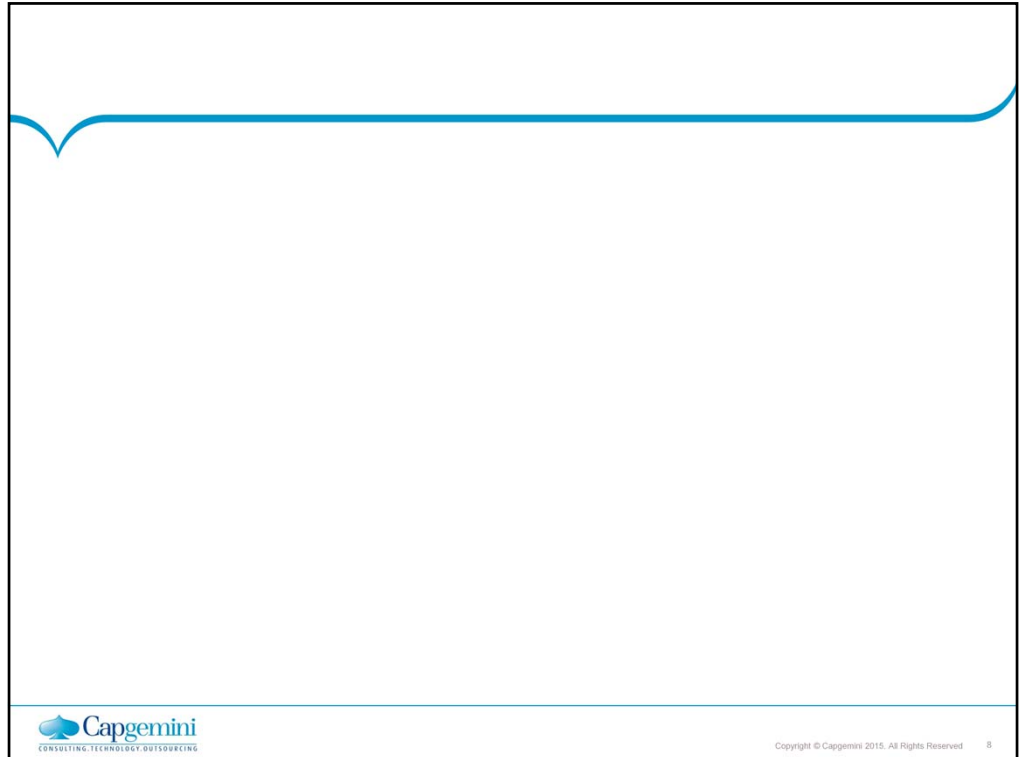 Capgemini
CONSULTING.TECHNOLOGY.OUTSOURCING
Copyright © Capgemini 2015. All Rights Reserved 8